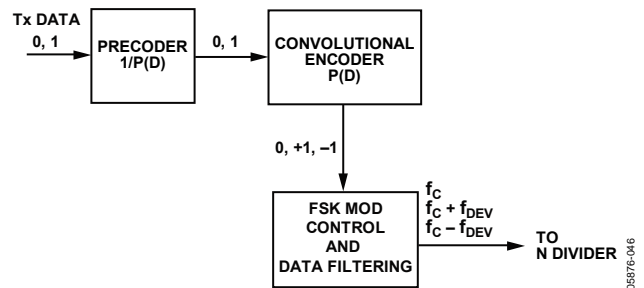 Tx DATA
0, 1
PRECODER
1/P(D)
0, 1
CONVOLUTIONAL
ENCODER
P(D)
0, +1, –1
FSK MOD
CONTROL
AND
DATA FILTERING
fC
fC + fDEV
fC – fDEV
TO
N DIVIDER
05876-046